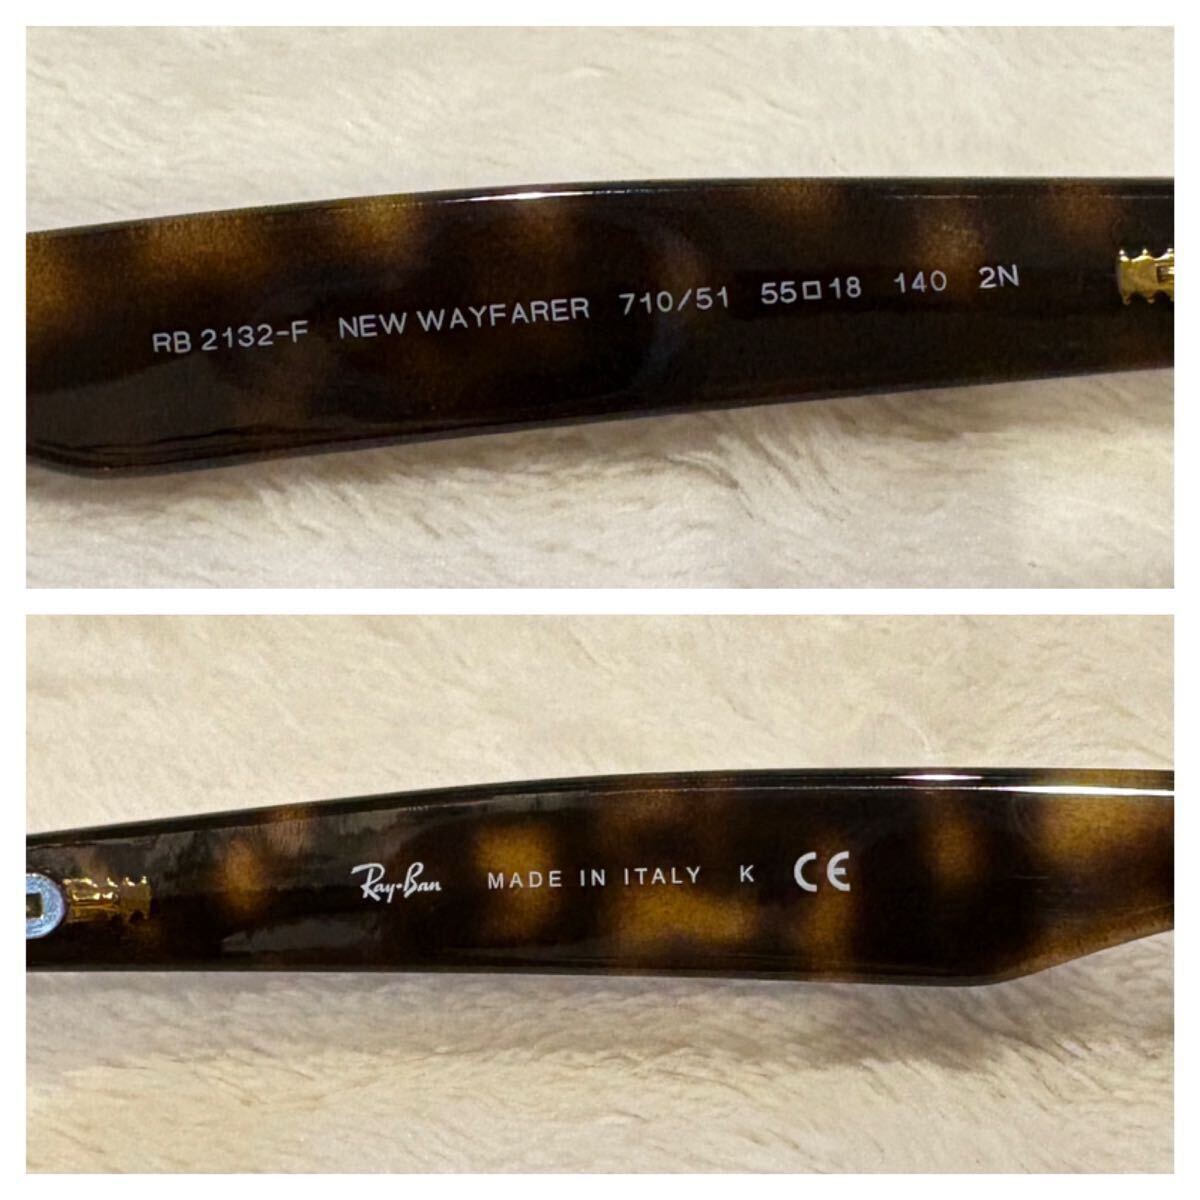 RB 2132-F NEW WAYFARER 710/51 55□18 140 2N
Ray-Ban MADE IN ITALY K CE